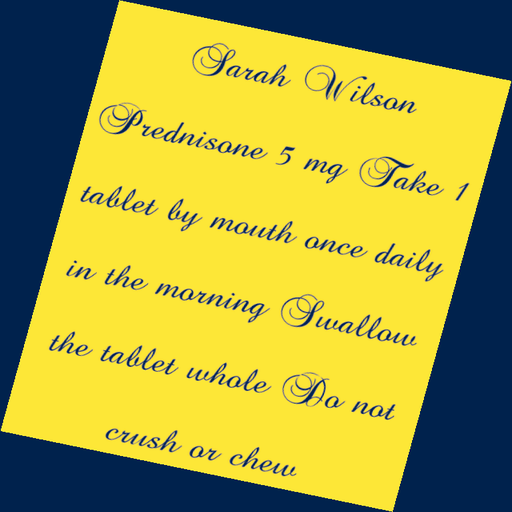 Sarah Wilson
Prednisone 5 mg Take 1
tablet by mouth once daily
in the morning Swallow
the tablet whole Do not
crush or chew